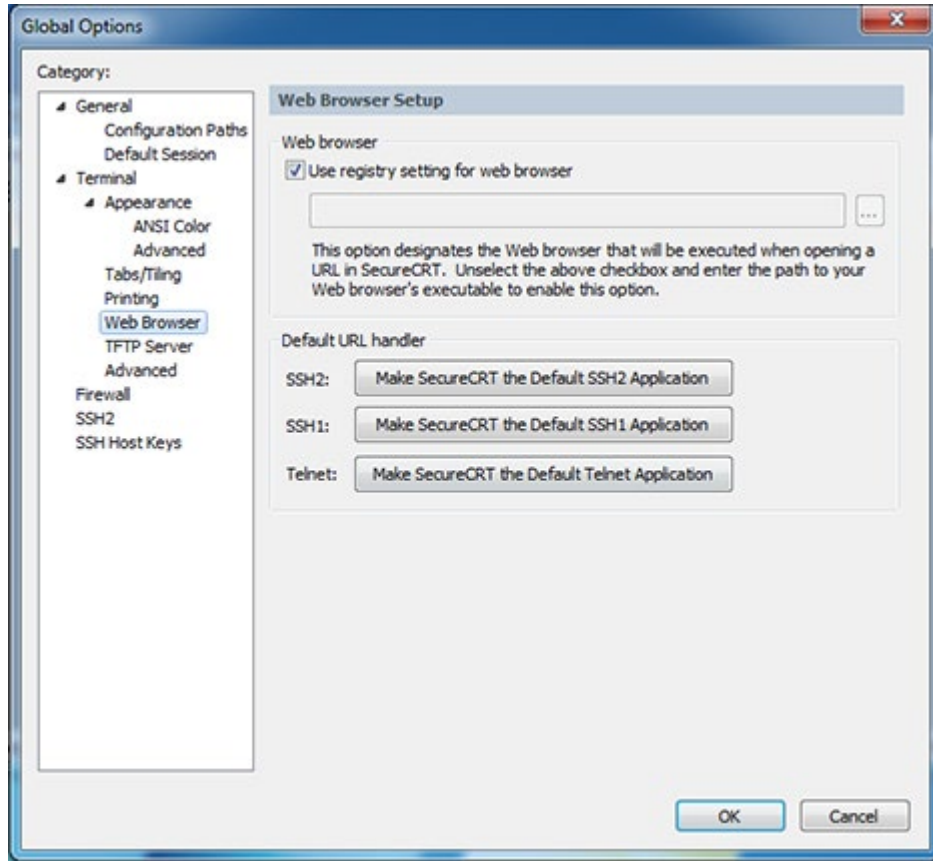 Global Options
Category:
General
Configuration Paths
Default Session
Terminal
Appearance
ANSI Color
Advanced
Tabs/Tiling
Printing
Web Browser
TFTP Server
Advanced
Firewall
SSH2
SSH Host Keys
Web Browser Setup
Web browser
Use registry setting for web browser
...
This option designates the Web browser that will be executed when opening a
URL in SecureCRT. Unselect the above checkbox and enter the path to your
Web browser's executable to enable this option.
Default URL handler
SSH2: Make SecureCRT the Default SSH2 Application
SSH1: Make SecureCRT the Default SSH1 Application
Telnet: Make SecureCRT the Default Telnet Application
OK Cancel